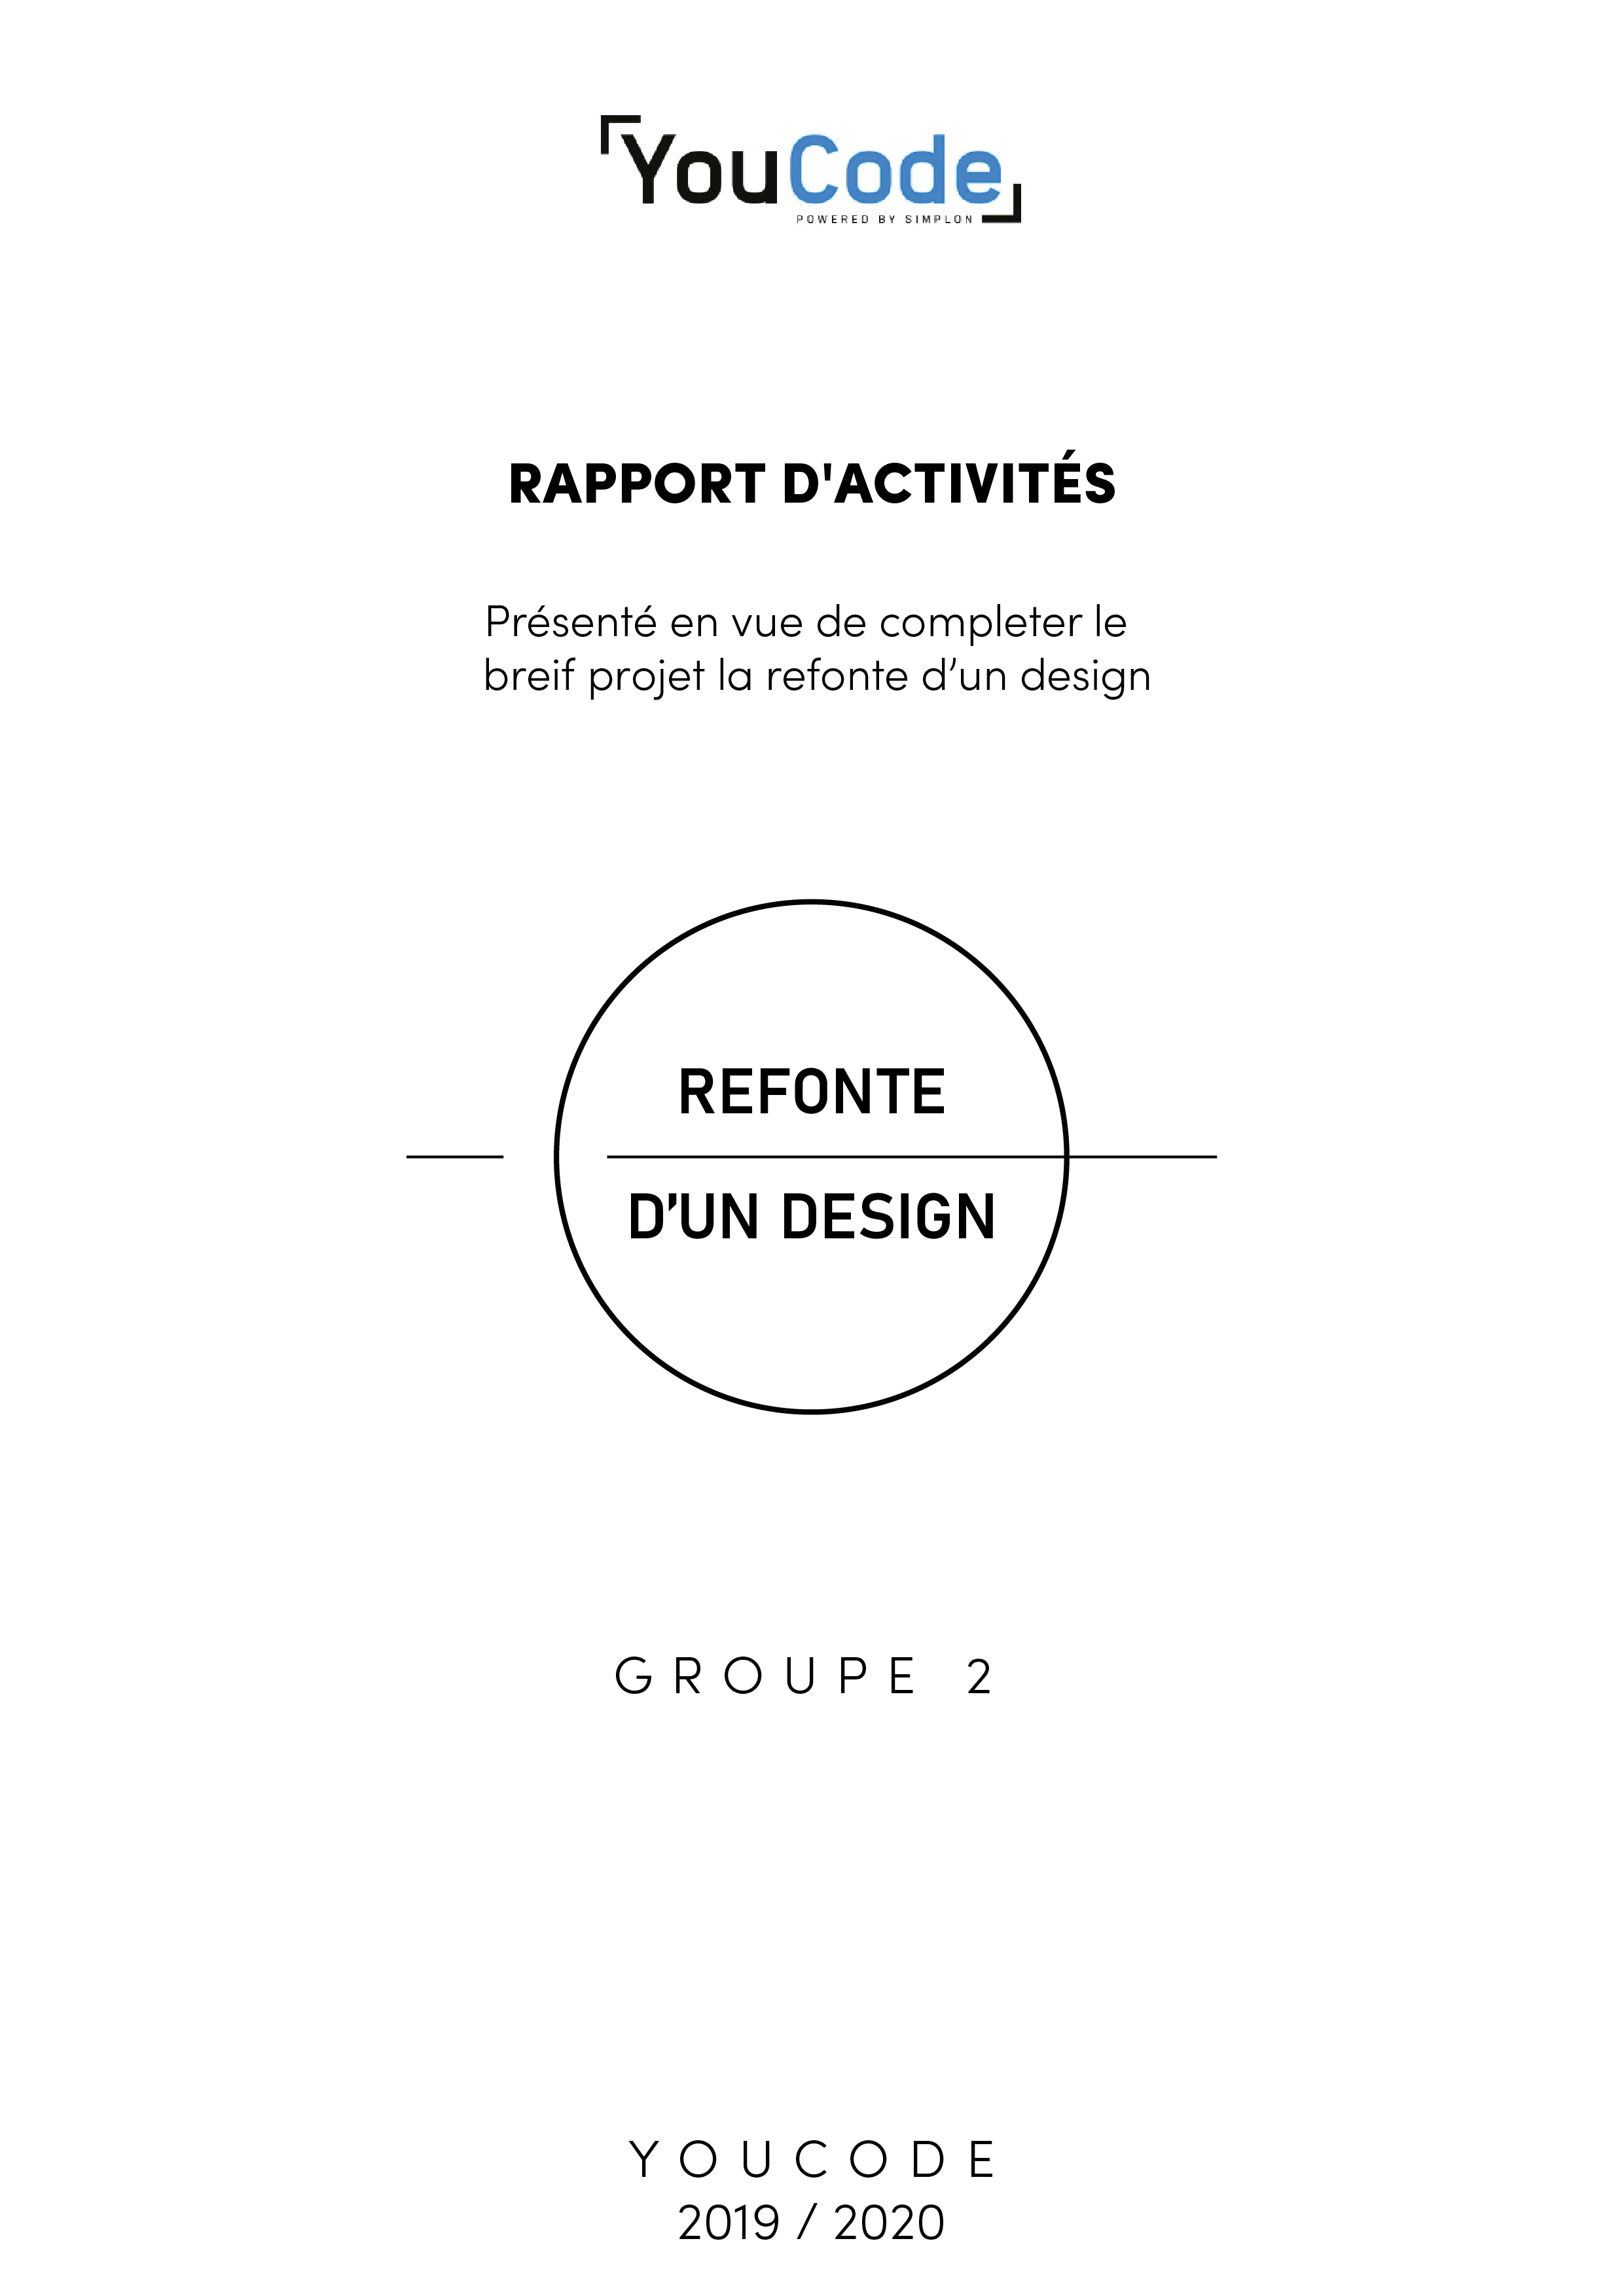 YouCode
POWERED BY SIMPLON
RAPPORT D'ACTIVITÉS
Présenté en vue de completer le
breif projet la refonte d’un design
REFONTE
D'UN DESIGN
GROUPE 2
YOUCODE
2019 / 2020